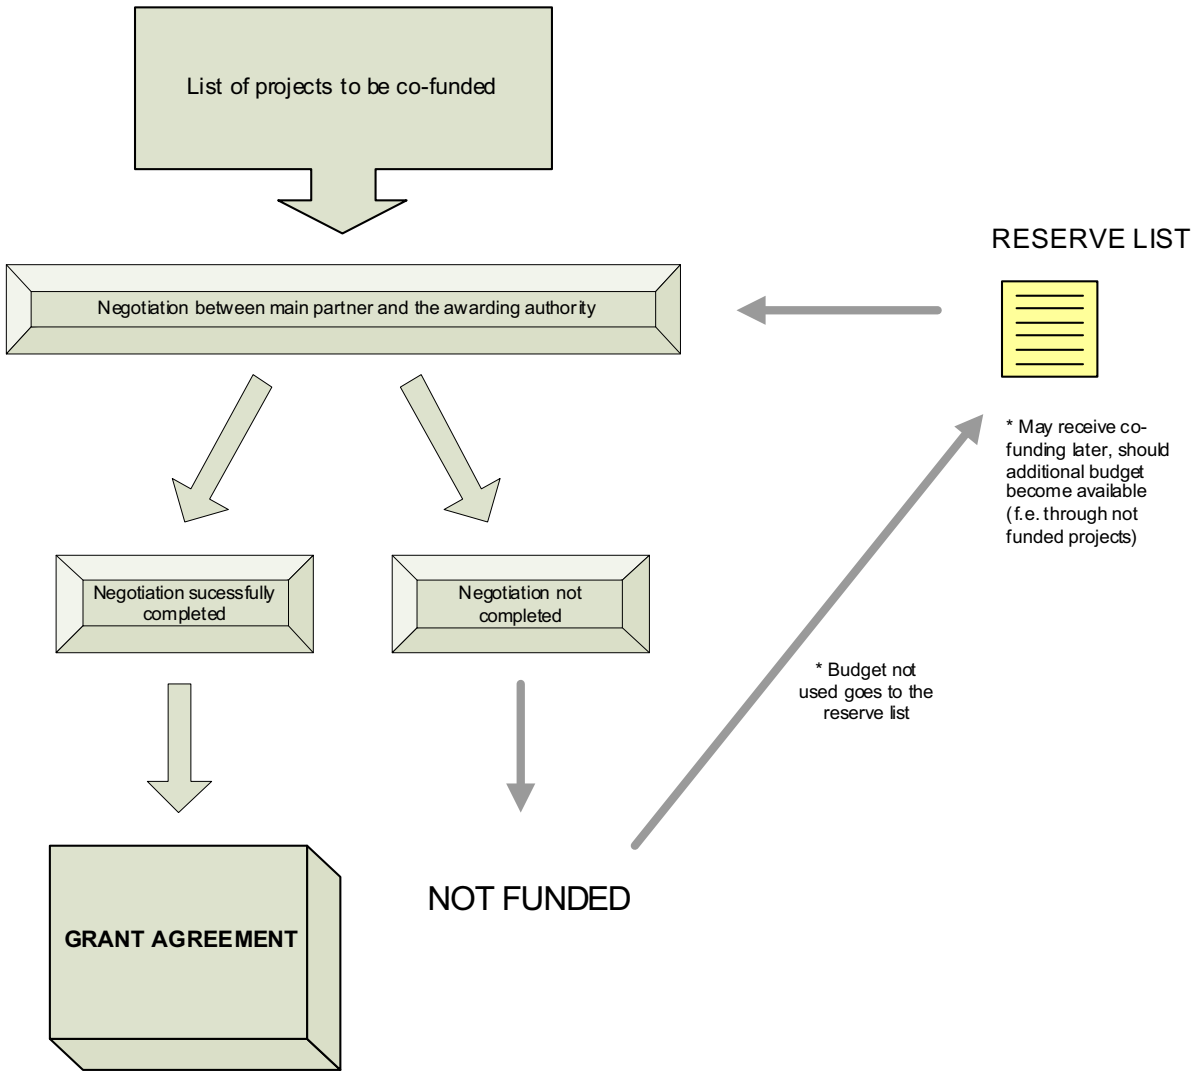 List of projects to be co-funded
RESERVE LIST
Negotiation between main partner and the awarding authority
* May receive co-
funding later, should
additional budget
become available
(f.e. through not
funded projects)
Negotiation sucessfully
completed
Negotiation not
completed
* Budget not
used goes to the
reserve list
NOT FUNDED
GRANT AGREEMENT